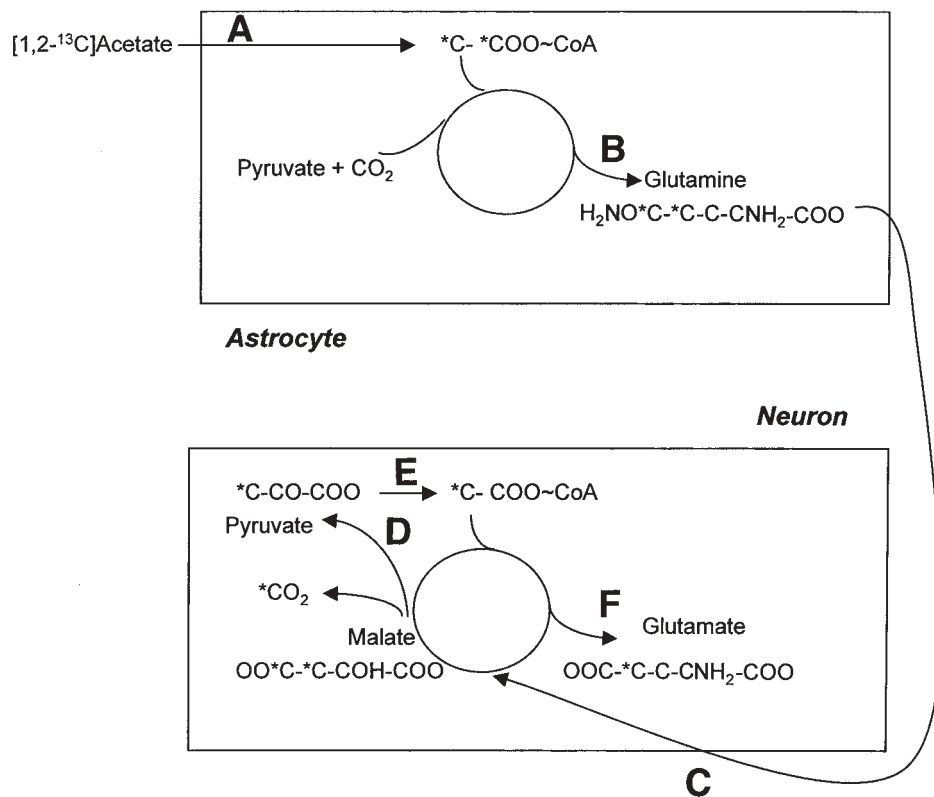 A
[1,2-¹³C]Acetate
*C- *COO~CoA
B
Pyruvate + CO₂
Glutamine
H₂NO*C-*C-C-CNH₂-COO
Astrocyte
Neuron
E
*C-CO-COO
*C- COO~CoA
Pyruvate
D
*CO₂
F
Malate
Glutamate
OO*C-*C-COH-COO
OOC-*C-C-CNH₂-COO
C